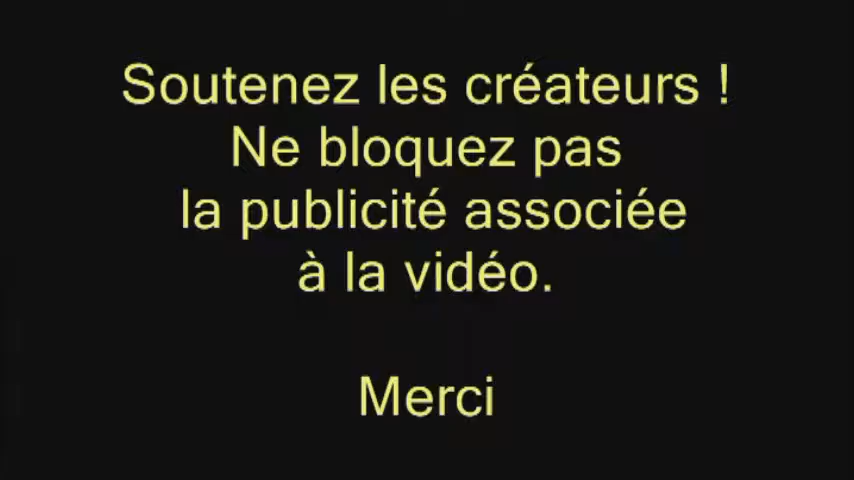 Soutenez les créateurs !
Ne bloquez pas
la publicité associée
à la vidéo.
Merci